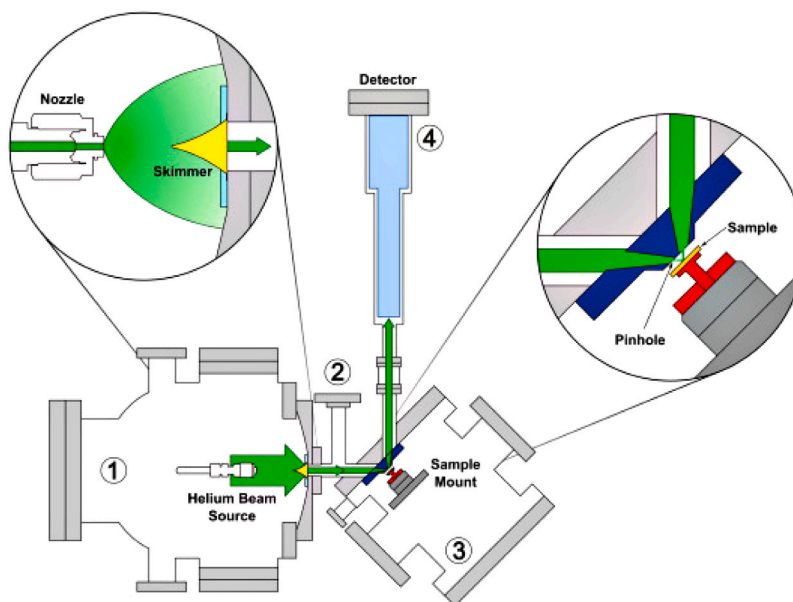 Detector
Nozzle
4
Skimmer
Sample
Pinhole
2
1
Helium Beam
Source
Sample
Mount
3